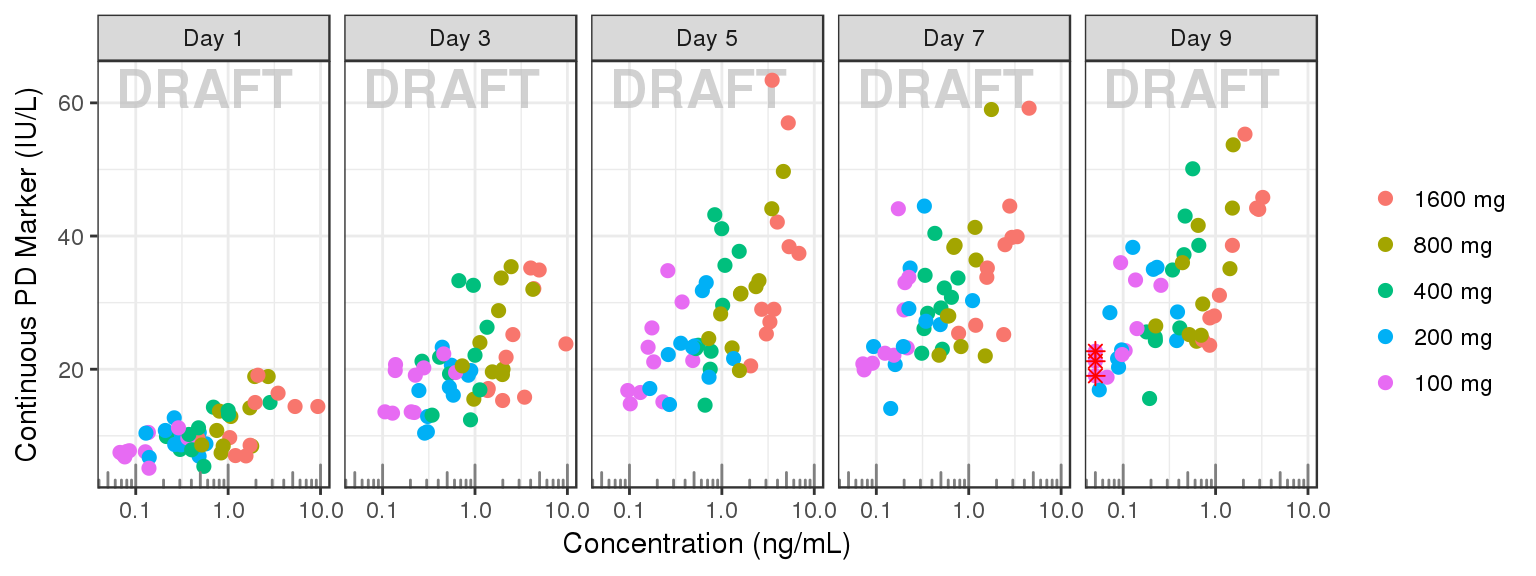 Day 1 Day 3 Day 5 Day 7 Day 9
DRAFT DRAFT DRAFT DRAFT DRAFT
Continuous PD Marker (IU/L)
60
40
20
0.1 1.0 10.0 0.1 1.0 10.0 0.1 1.0 10.0 0.1 1.0 10.0 0.1 1.0 10.0
Concentration (ng/mL)
1600 mg
800 mg
400 mg
200 mg
100 mg